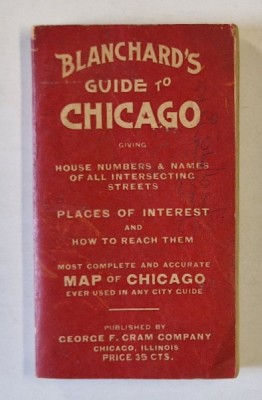 BLANCHARD'S
GUIDE TO
CHICAGO
GIVING
HOUSE NUMBERS & NAMES
OF ALL INTERSECTING
STREETS
PLACES OF INTEREST
AND
HOW TO REACH THEM
MOST COMPLETE AND ACCURATE
MAP OF CHICAGO
EVER USED IN ANY CITY GUIDE
PUBLISHED BY
GEORGE F. CRAM COMPANY
CHICAGO, ILLINOIS
PRICE 35 CTS.